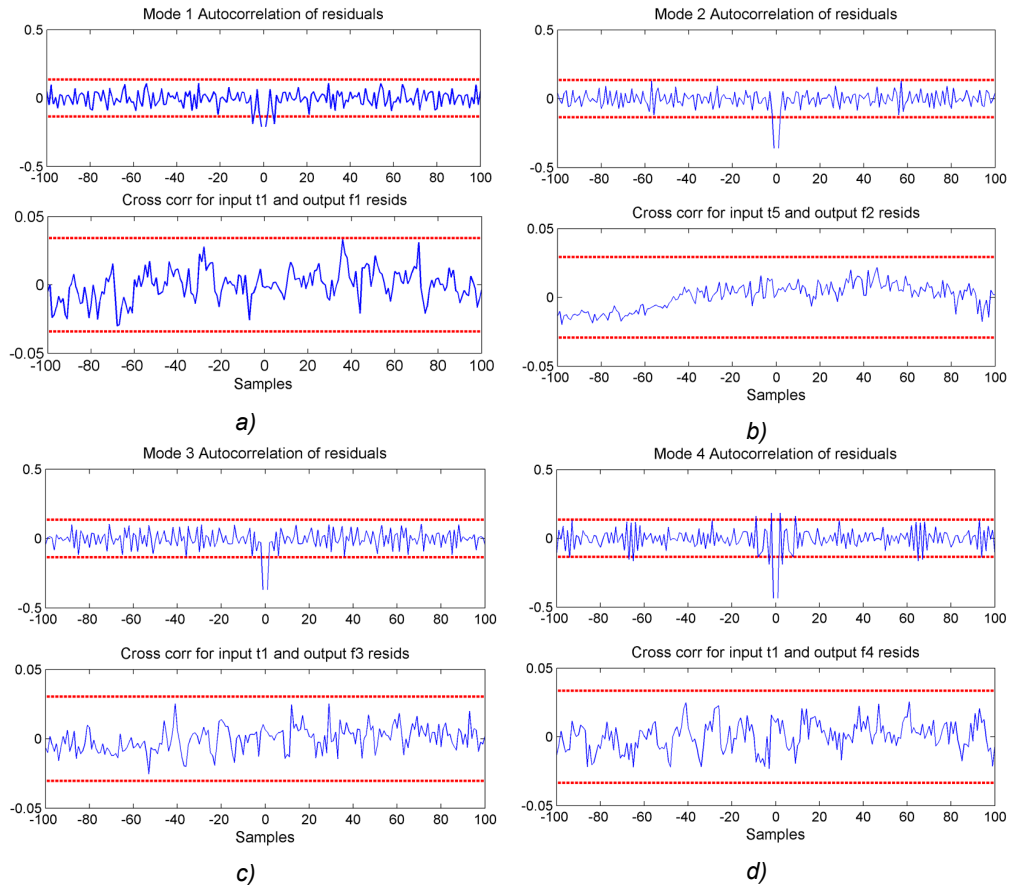 Mode 1 Autocorrelation of residuals
0.5
0
-0.5
-100 -80 -60 -40 -20 0 20 40 60 80 100
Cross corr for input t1 and output f1 resids
0.05
0
-0.05
-100 -80 -60 -40 -20 0 20 40 60 80 100
Samples
a)
Mode 2 Autocorrelation of residuals
0.5
0
-0.5
-100 -80 -60 -40 -20 0 20 40 60 80 100
Cross corr for input t5 and output f2 resids
0.05
0
-0.05
-100 -80 -60 -40 -20 0 20 40 60 80 100
Samples
b)
Mode 3 Autocorrelation of residuals
0.5
0
-0.5
-100 -80 -60 -40 -20 0 20 40 60 80 100
Cross corr for input t1 and output f3 resids
0.05
0
-0.05
-100 -80 -60 -40 -20 0 20 40 60 80 100
Samples
c)
Mode 4 Autocorrelation of residuals
0.5
0
-0.5
-100 -80 -60 -40 -20 0 20 40 60 80 100
Cross corr for input t1 and output f4 resids
0.05
0
-0.05
-100 -80 -60 -40 -20 0 20 40 60 80 100
Samples
d)